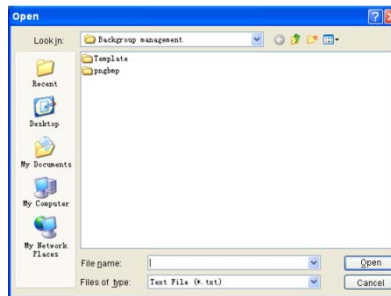 Open
Look in:
Backgroup management
Template
pngbmp
Recent
Desktop
My Documents
My Computer
My Network
Places
File name:
Open
Files of type:
Text File (*.txt)
Cancel